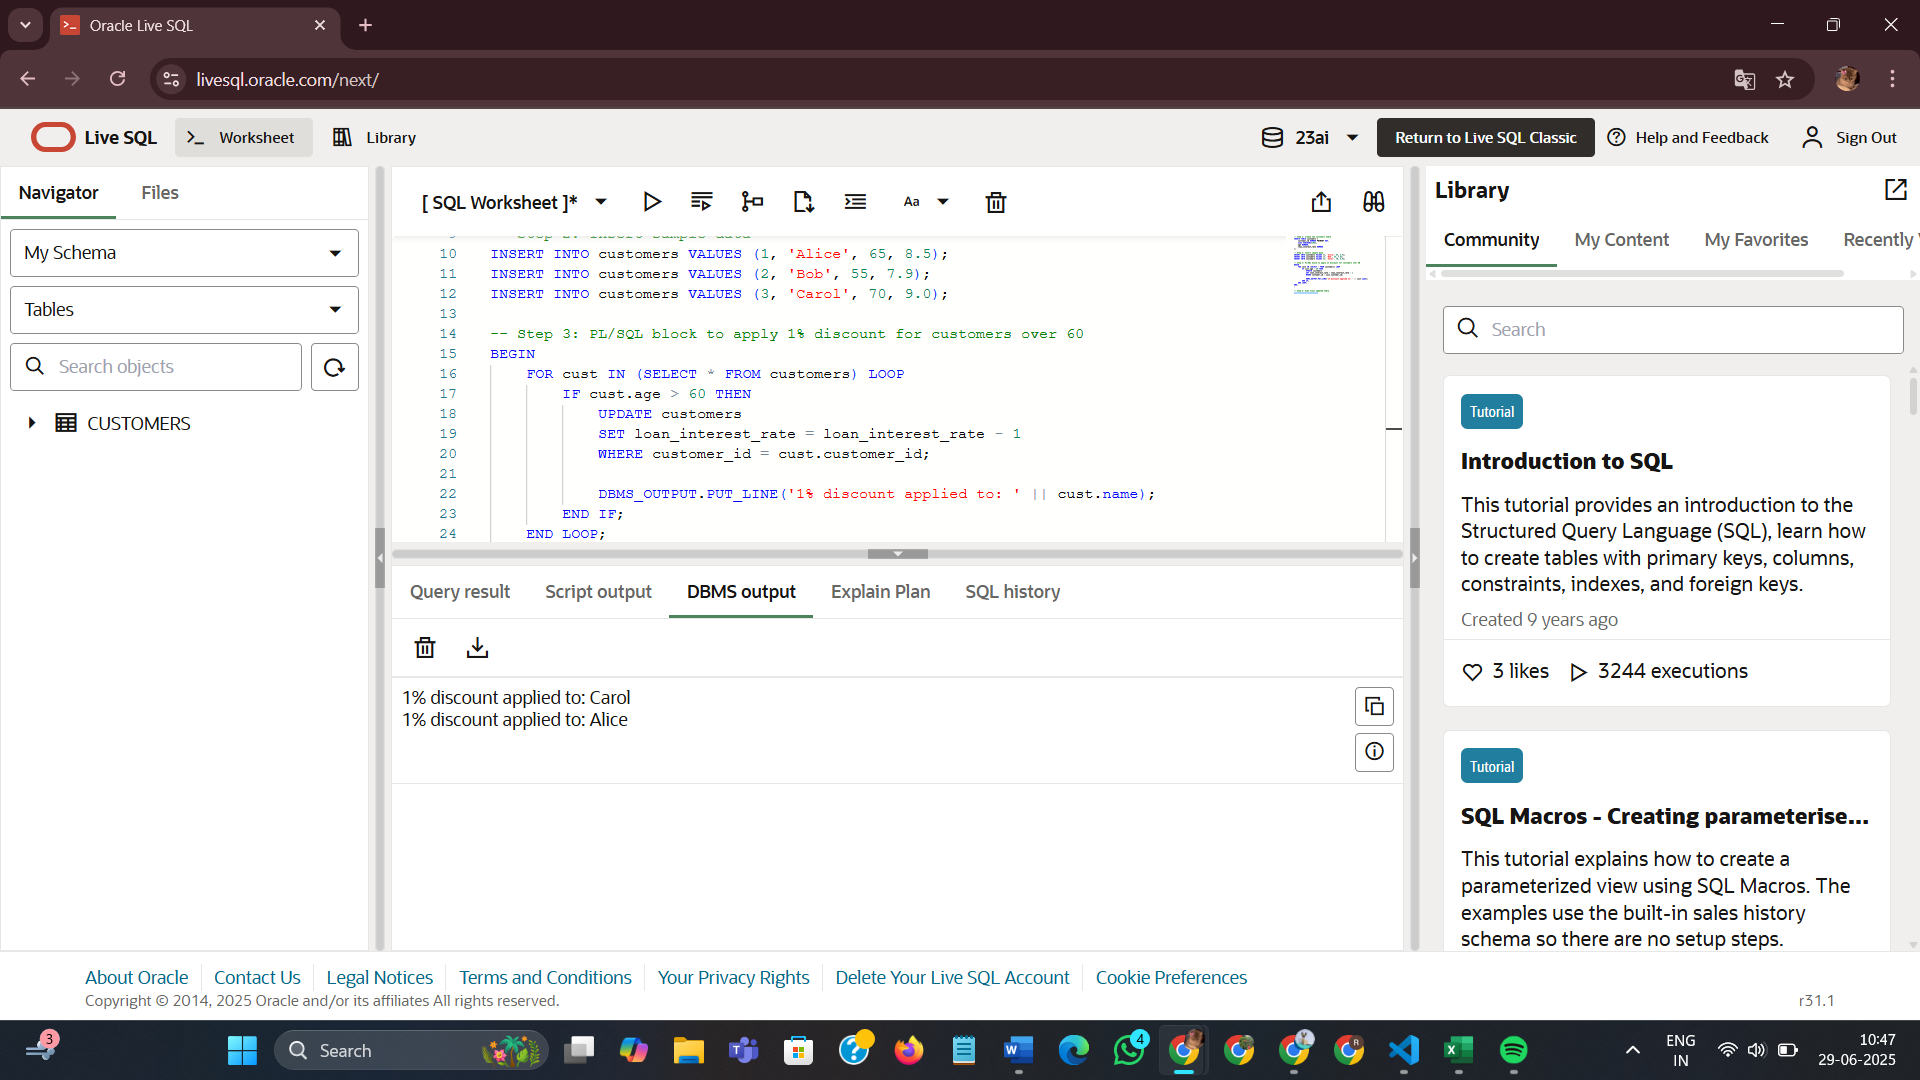 Oracle Live SQL
livesql.oracle.com/next/
Live SQL
Worksheet
Library
23ai
Return to Live SQL Classic
Help and Feedback
Sign Out
Navigator
Files
My Schema
Tables
Search objects
CUSTOMERS
[ SQL Worksheet ]*
Aa
10 INSERT INTO customers VALUES (1, 'Alice', 65, 8.5);
11 INSERT INTO customers VALUES (2, 'Bob', 55, 7.9);
12 INSERT INTO customers VALUES (3, 'Carol', 70, 9.0);
13
14 -- Step 3: PL/SQL block to apply 1% discount for customers over 60
15 BEGIN
16 FOR cust IN (SELECT * FROM customers) LOOP
17 IF cust.age > 60 THEN
18 UPDATE customers
19 SET loan_interest_rate = loan_interest_rate - 1
20 WHERE customer_id = cust.customer_id;
21
22 DBMS_OUTPUT.PUT_LINE('1% discount applied to: ' || cust.name);
23 END IF;
24 END LOOP;
Query result
Script output
DBMS output
Explain Plan
SQL history
1% discount applied to: Carol
1% discount applied to: Alice
Library
Community
My Content
My Favorites
Recently
Search
Tutorial
Introduction to SQL
This tutorial provides an introduction to the
Structured Query Language (SQL), learn how
to create tables with primary keys, columns,
constraints, indexes, and foreign keys.
Created 9 years ago
3 likes
3244 executions
Tutorial
SQL Macros - Creating parameterise...
This tutorial explains how to create a
parameterized view using SQL Macros. The
examples use the built-in sales history
schema so there are no setup steps.
About Oracle
Contact Us
Legal Notices
Terms and Conditions
Your Privacy Rights
Delete Your Live SQL Account
Cookie Preferences
Copyright © 2014, 2025 Oracle and/or its affiliates All rights reserved.
r31.1
3
Search
4
R
ENG
IN
10:47
29-06-2025